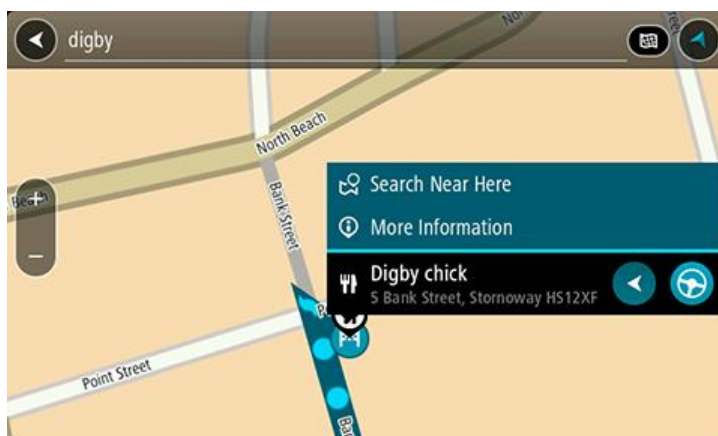 digby
North Beach
Beach
Bank Street
Search Near Here
More Information
Digby chick
5 Bank Street, Stornoway HS12XF
Point Street